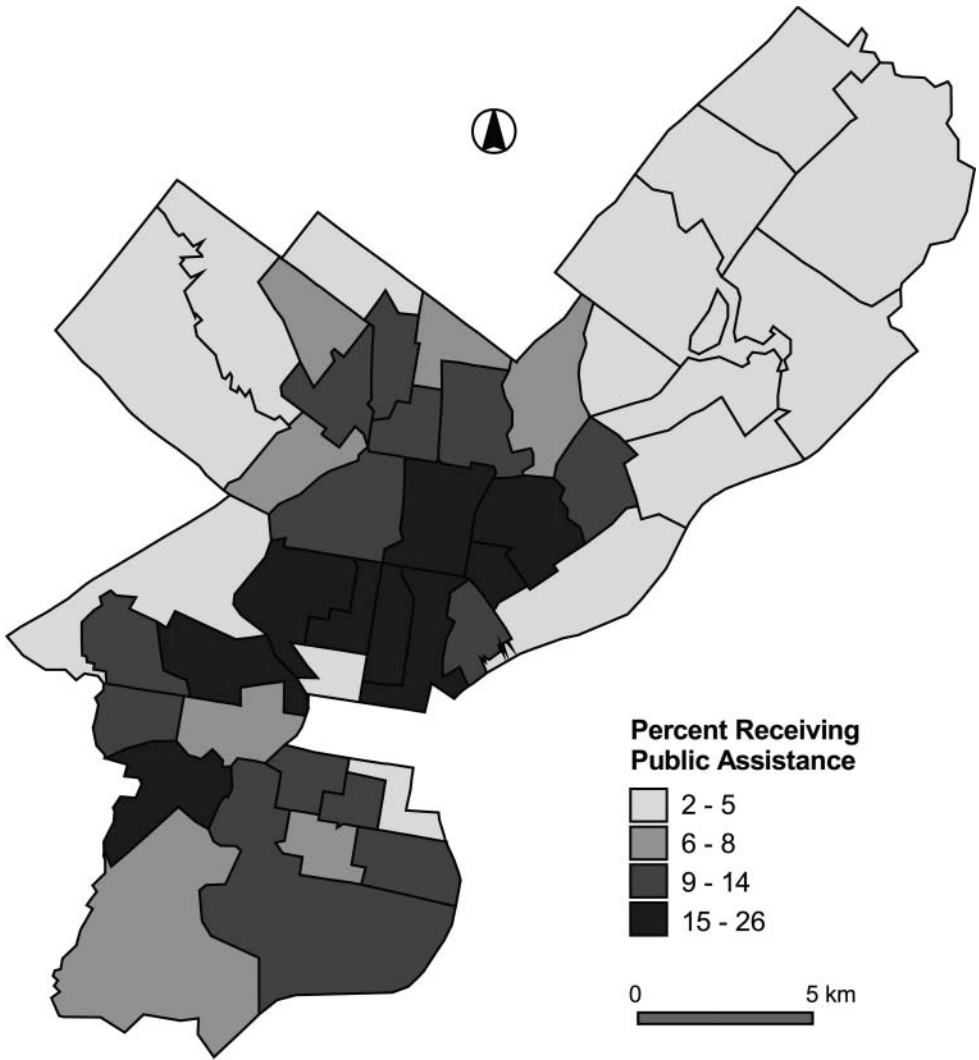 Percent Receiving
Public Assistance
2 - 5
6 - 8
9 - 14
15 - 26
0 5 km